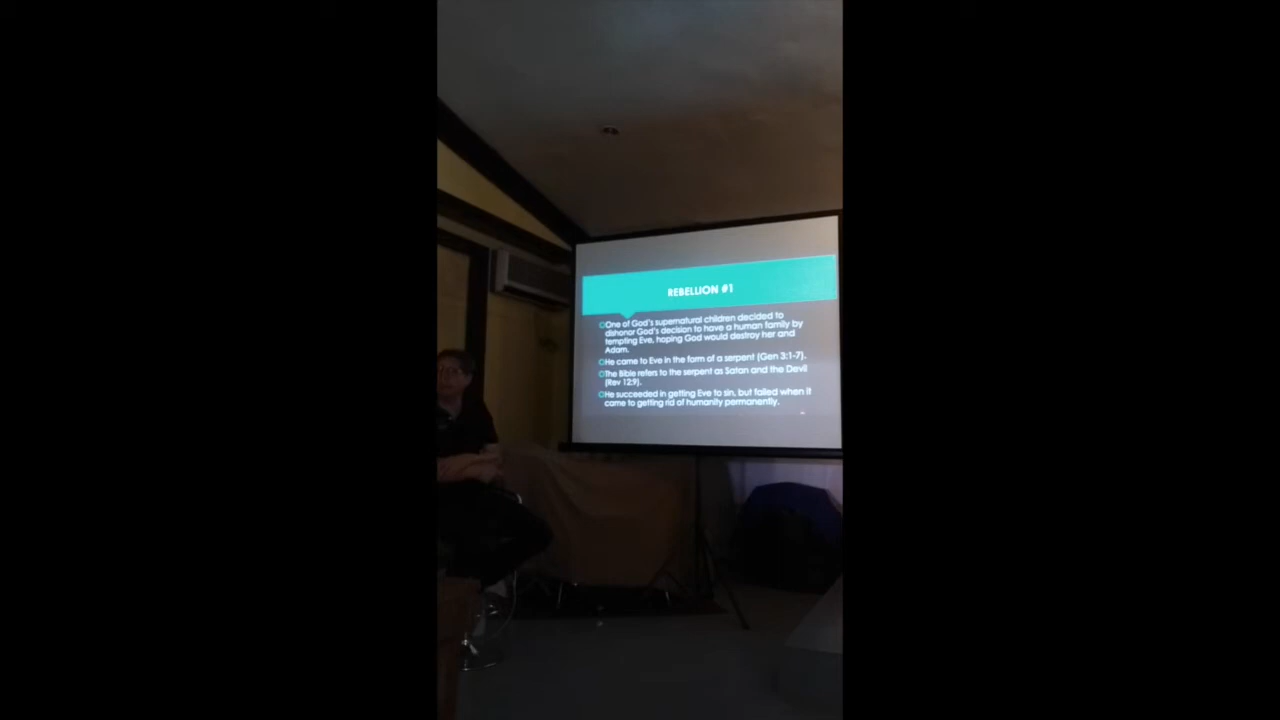 REBELLION #1
One of God's supernatural children decided to
dishonor God's decision to have a human family by
tempting Eve, hoping God would destroy her and
Adam.
He came to Eve in the form of a serpent (Gen 3:1-7).
The Bible refers to the serpent as Satan and the Devil
(Rev 12:9).
He succeeded in getting Eve to sin, but failed when it
came to getting rid of humanity permanently.